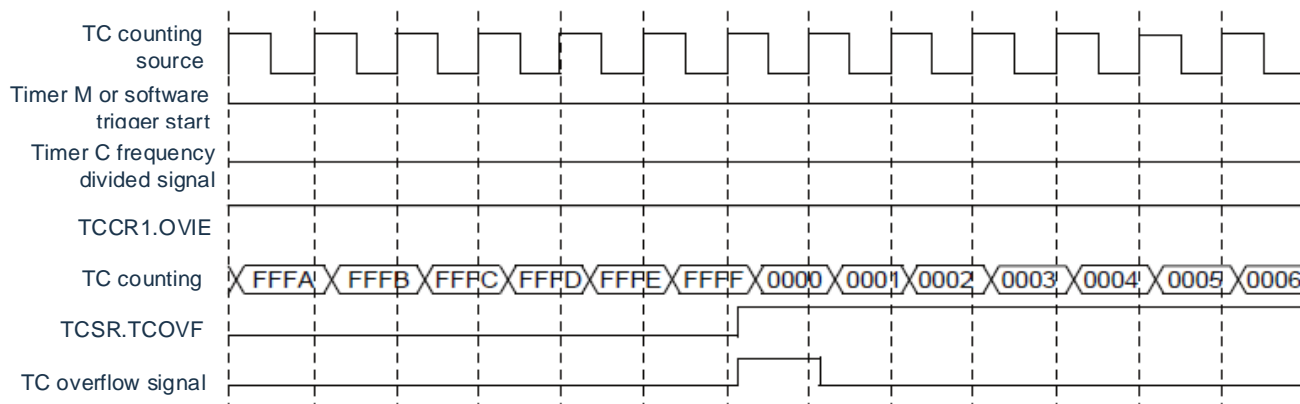 TC counting
source
Timer M or software
trigger start
Timer C frequency
divided signal
TCCR1.OVIE
TC counting FFFA FFFB FFFC FFFD FFFE FFFF 0000 0001 0002 0003 0004 0005 0006
TCSR.TCOVF
TC overflow signal